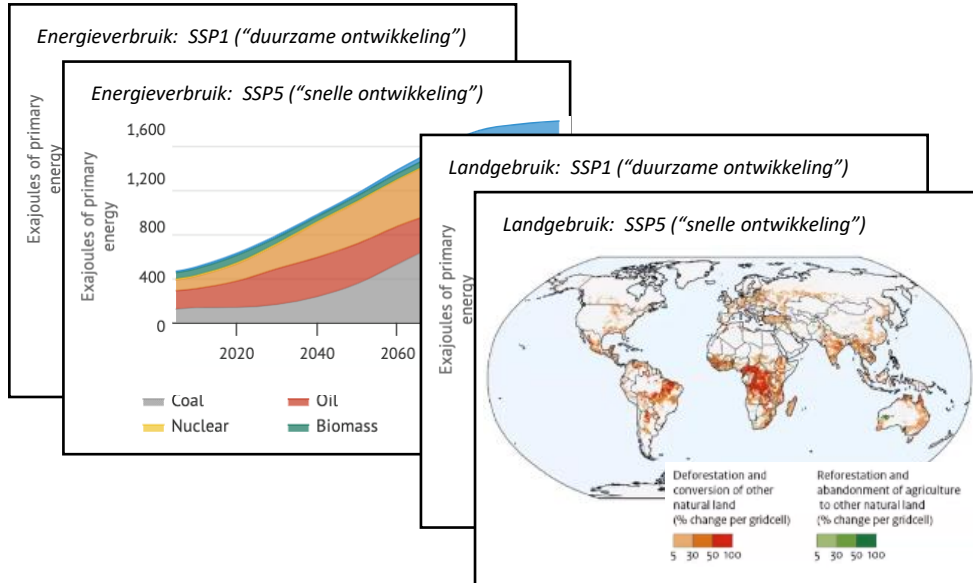 Energieverbruik: SSP1 (“duurzame ontwikkeling”)
Exajoules of primary
energy
Energieverbruik: SSP5 (“snelle ontwikkeling”)
Exajoules of primary
energy
1,600
1,200
800
400
0
2020
2040
2060
Coal
Oil
Nuclear
Biomass
Landgebruik: SSP1 (“duurzame ontwikkeling”)
Exajoules of primary
energy
Landgebruik: SSP5 (“snelle ontwikkeling”)
Deforestation and
conversion of other
natural land
(% change per gridcell)
5 30 50 100
Reforestation and
abandonment of agriculture
to other natural land
(% change per gridcell)
5 30 50 100